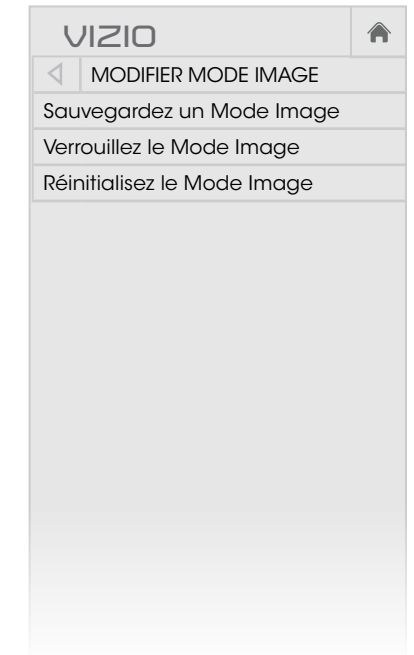 VIZIO
MODIFIER MODE IMAGE
Sauvegardez un Mode Image
Verrouillez le Mode Image
Réinitialisez le Mode Image